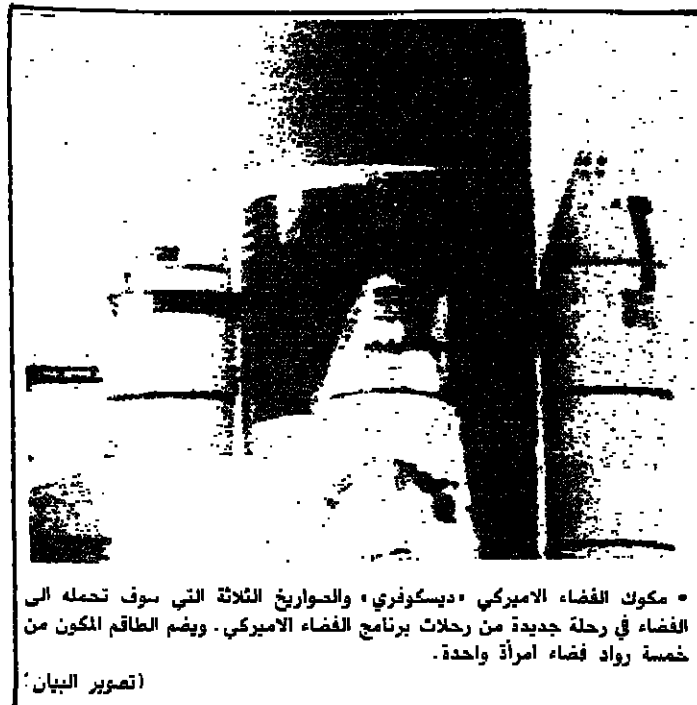 • مكوك الفضاء الاميركي «ديسكوفري» والصواريخ الثلاثة التي سوف تحمله الى
الفضاء في رحلة جديدة من رحلات برنامج الفضاء الاميركي. ويضم الطاقم المكون من
خمسة رواد فضاء امرأة واحدة.
(تصوير البيان)